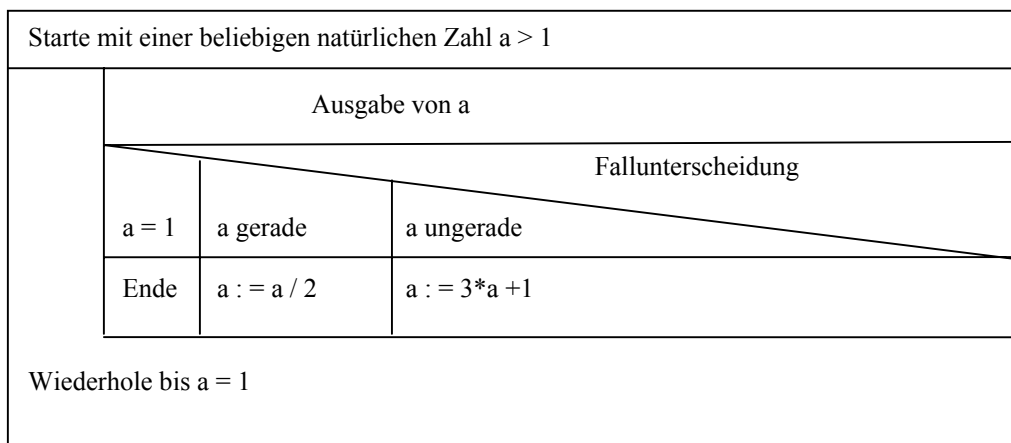 Starte mit einer beliebigen natürlichen Zahl a > 1
Ausgabe von a
Fallunterscheidung
a = 1 a gerade a ungerade
Ende a : = a / 2 a : = 3*a +1
Wiederhole bis a = 1